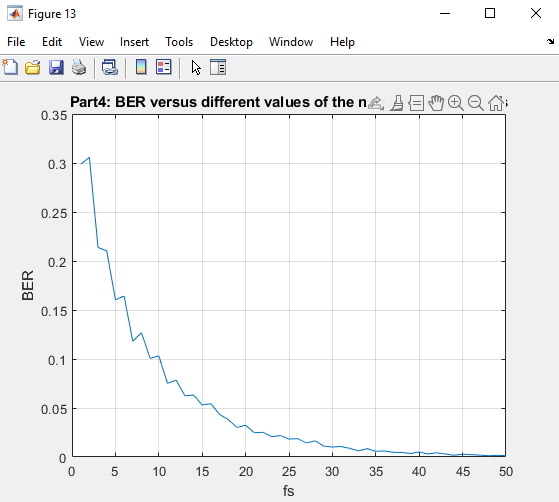 Figure 13
File Edit View Insert Tools Desktop Window Help
Part4: BER versus different values of the n
0.35
0.3
0.25
0.2
0.15
0.1
0.05
0
BER
0 5 10 15 20 25 30 35 40 45 50
fs